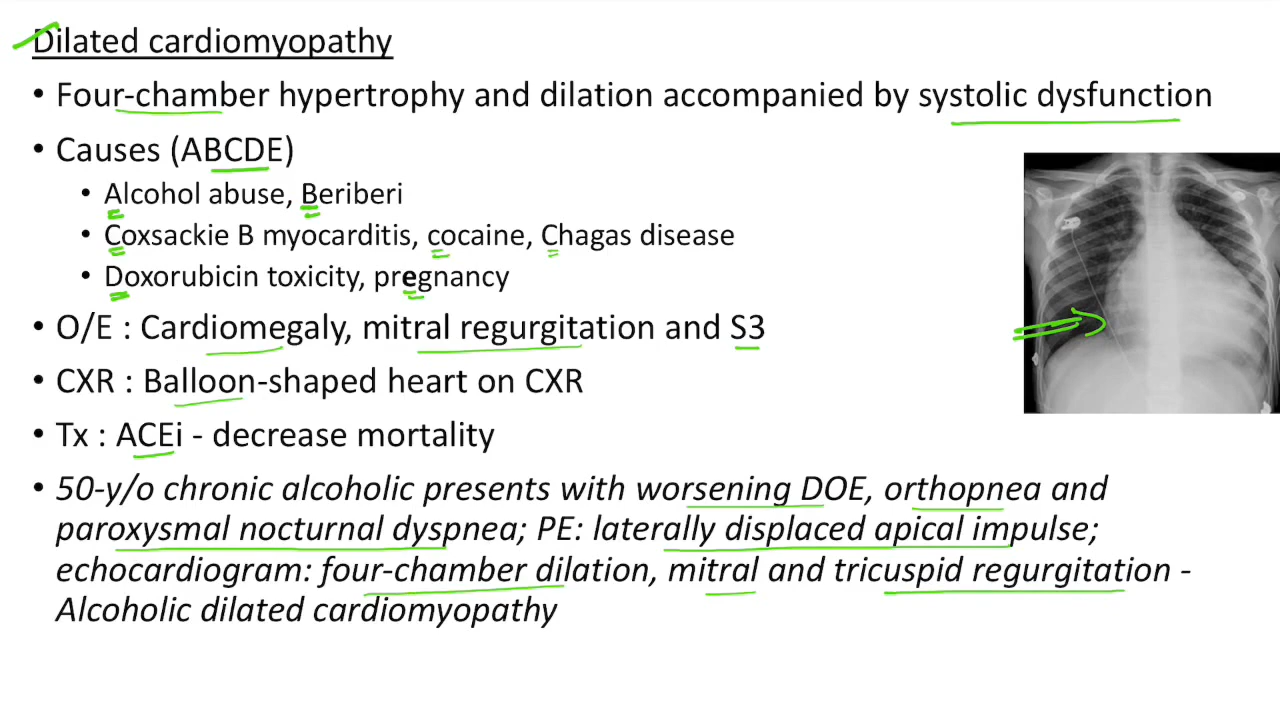 Dilated cardiomyopathy
• Four-chamber hypertrophy and dilation accompanied by systolic dysfunction
• Causes (ABCDE)
• Alcohol abuse, Beriberi
• Coxsackie B myocarditis, cocaine, Chagas disease
• Doxorubicin toxicity, pregnancy
• O/E : Cardiomegaly, mitral regurgitation and S3
• CXR : Balloon-shaped heart on CXR
• Tx : ACEi - decrease mortality
• 50-y/o chronic alcoholic presents with worsening DOE, orthopnea and
paroxysmal nocturnal dyspnea; PE: laterally displaced apical impulse;
echocardiogram: four-chamber dilation, mitral and tricuspid regurgitation -
Alcoholic dilated cardiomyopathy